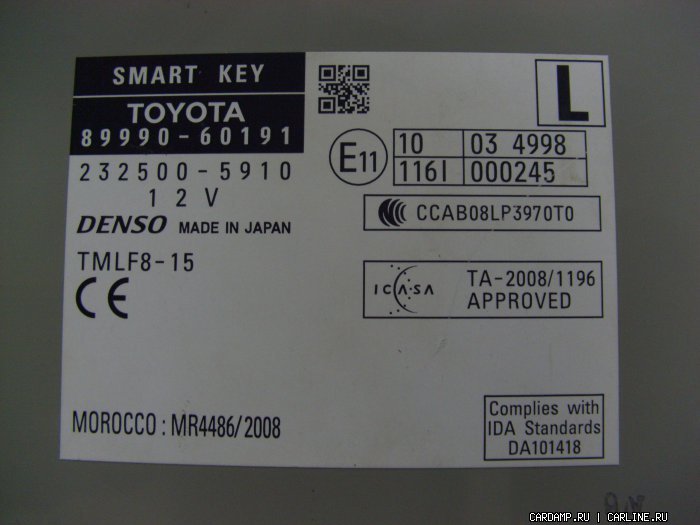 SMART KEY
L
TOYOTA
89990-60191
232500-5910
12V
DENSO MADE IN JAPAN
TMLF8-15
CE
E11
10 03 4998
116I 000245
CCAB08LP3970T0
ICASA TA-2008/1196
APPROVED
MOROCCO: MR4486/2008
Complies with
IDA Standards
DA101418
CARDAMP.RU | CARLINE.RU